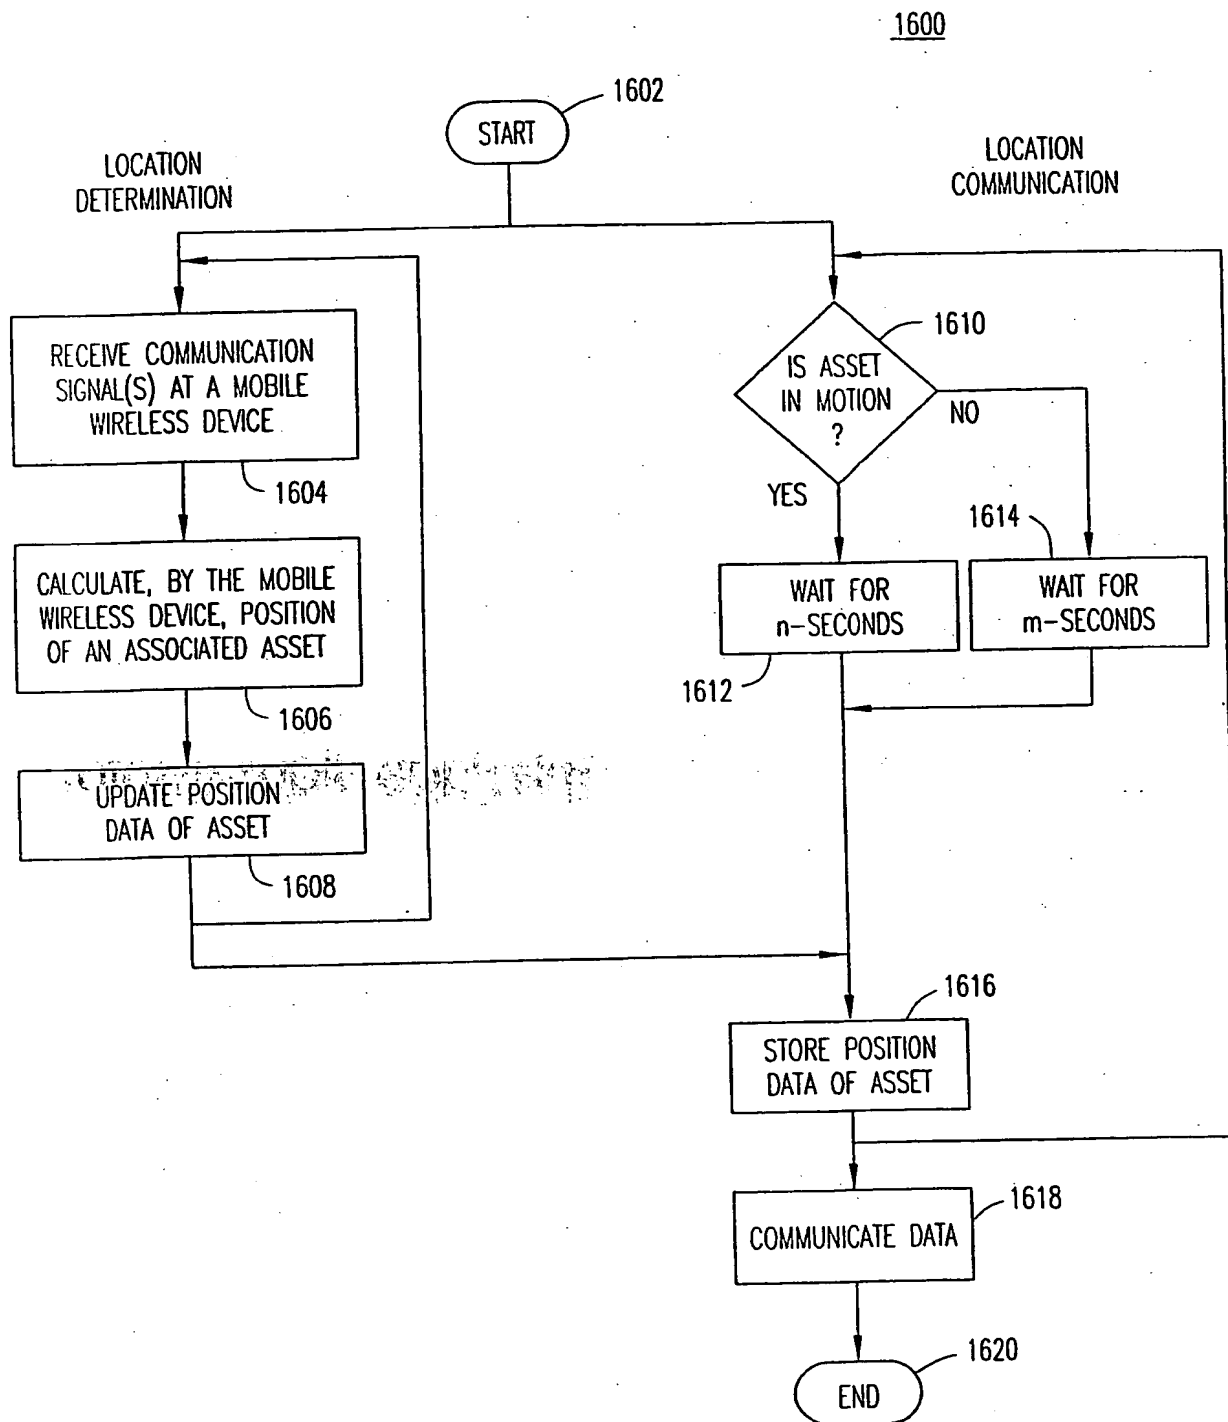 1600
1602
START
LOCATION
DETERMINATION
LOCATION
COMMUNICATION
RECEIVE COMMUNICATION
SIGNAL(S) AT A MOBILE
WIRELESS DEVICE
1604
CALCULATE, BY THE MOBILE
WIRELESS DEVICE, POSITION
OF AN ASSOCIATED ASSET
1606
UPDATE POSITION
DATA OF ASSET
1608
1610
IS ASSET
IN MOTION
?
NO
YES
1614
WAIT FOR
n-SECONDS
WAIT FOR
m-SECONDS
1612
1616
STORE POSITION
DATA OF ASSET
1618
COMMUNICATE DATA
1620
END